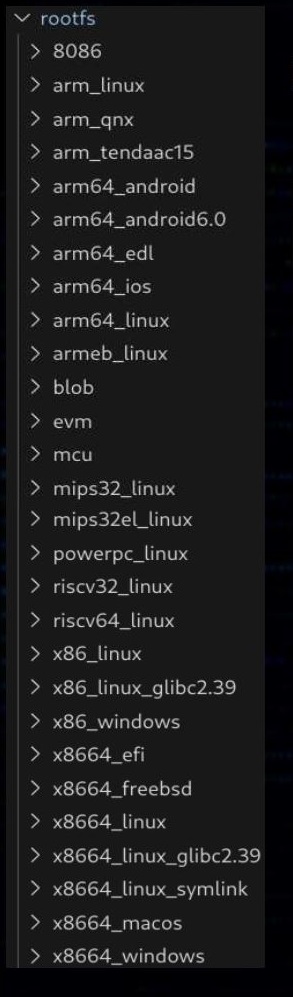 rootfs
8086
arm_linux
arm_qnx
arm_tendaac15
arm64_android
arm64_android6.0
arm64_edl
arm64_ios
arm64_linux
armeb_linux
blob
evm
mcu
mips32_linux
mips32el_linux
powerpc_linux
riscv32_linux
riscv64_linux
x86_linux
x86_linux_glibc2.39
x86_windows
x8664_efi
x8664_freebsd
x8664_linux
x8664_linux_glibc2.39
x8664_linux_symlink
x8664_macos
x8664_windows